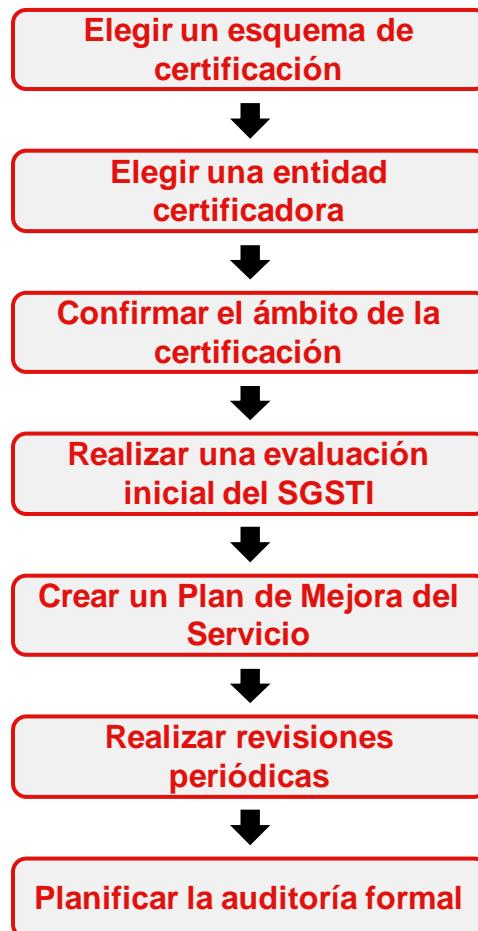 Elegir un esquema de
certificación
Elegir una entidad
certificadora
Confirmar el ámbito de la
certificación
Realizar una evaluación
inicial del SGSTI
Crear un Plan de Mejora del
Servicio
Realizar revisiones
periódicas
Planificar la auditoría formal